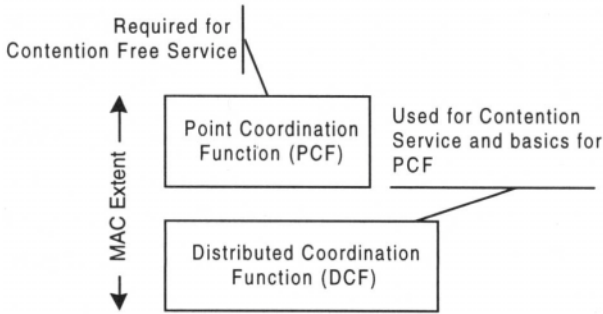 Required for
Contention Free Service
Point Coordination
Function (PCF)
Used for Contention
Service and basics for
PCF
MAC Extent
Distributed Coordination
Function (DCF)